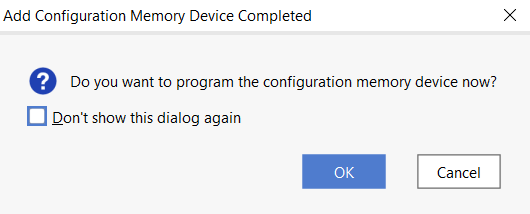 Add Configuration Memory Device Completed
Do you want to program the configuration memory device now?
Don't show this dialog again
OK
Cancel